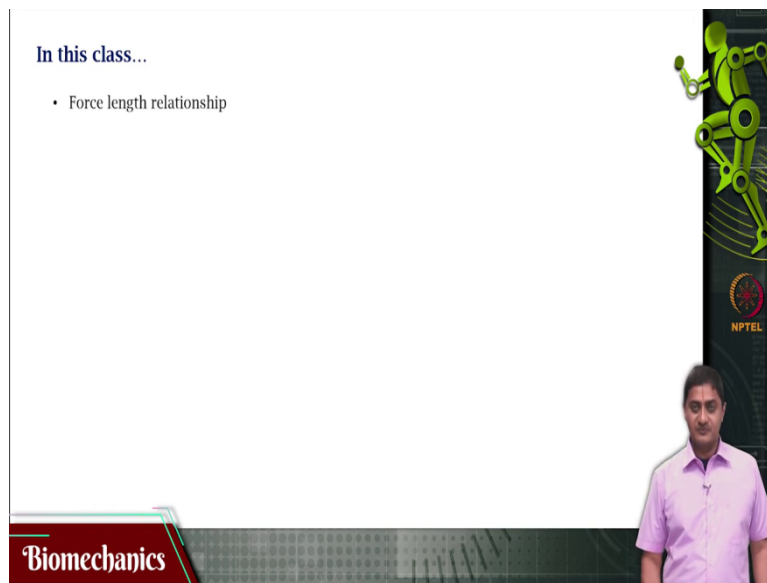 In this class...
• Force length relationship
NPTEL
Biomechanics